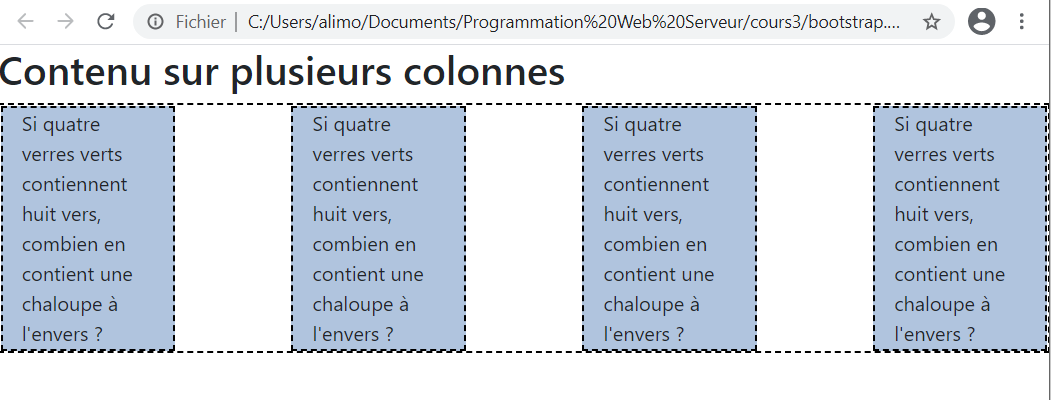 Fichier | C:/Users/alimo/Documents/Programmation%20Web%20Serveur/cours3/bootstrap....
Contenu sur plusieurs colonnes
Si quatre
verres verts
contiennent
huit vers,
combien en
contient une
chaloupe à
l'envers ?
Si quatre
verres verts
contiennent
huit vers,
combien en
contient une
chaloupe à
l'envers ?
Si quatre
verres verts
contiennent
huit vers,
combien en
contient une
chaloupe à
l'envers ?
Si quatre
verres verts
contiennent
huit vers,
combien en
contient une
chaloupe à
l'envers ?